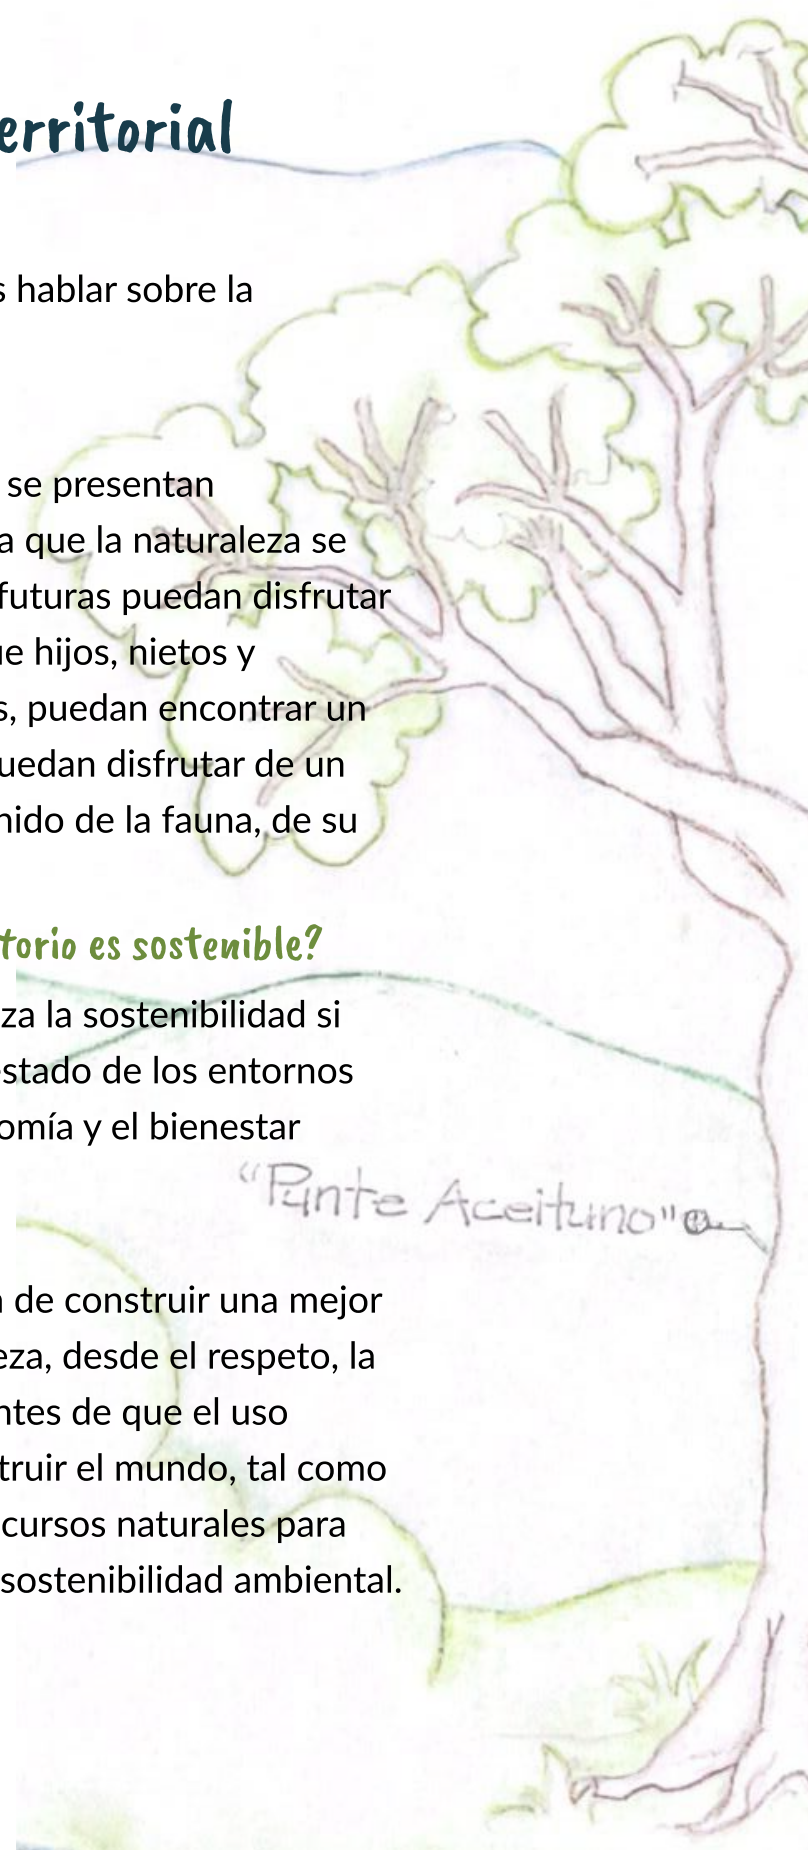 erritorial
s hablar sobre la
se presentan
a que la naturaleza se
futuras puedan disfrutar
ue hijos, nietos y
s, puedan encontrar un
uedan disfrutar de un
nido de la fauna, de su
torio es sostenible?
za la sostenibilidad si
estado de los entornos
omía y el bienestar
"Punte Aceituno"
n de construir una mejor
eza, desde el respeto, la
ntes de que el uso
truir el mundo, tal como
cursos naturales para
sostenibilidad ambiental.